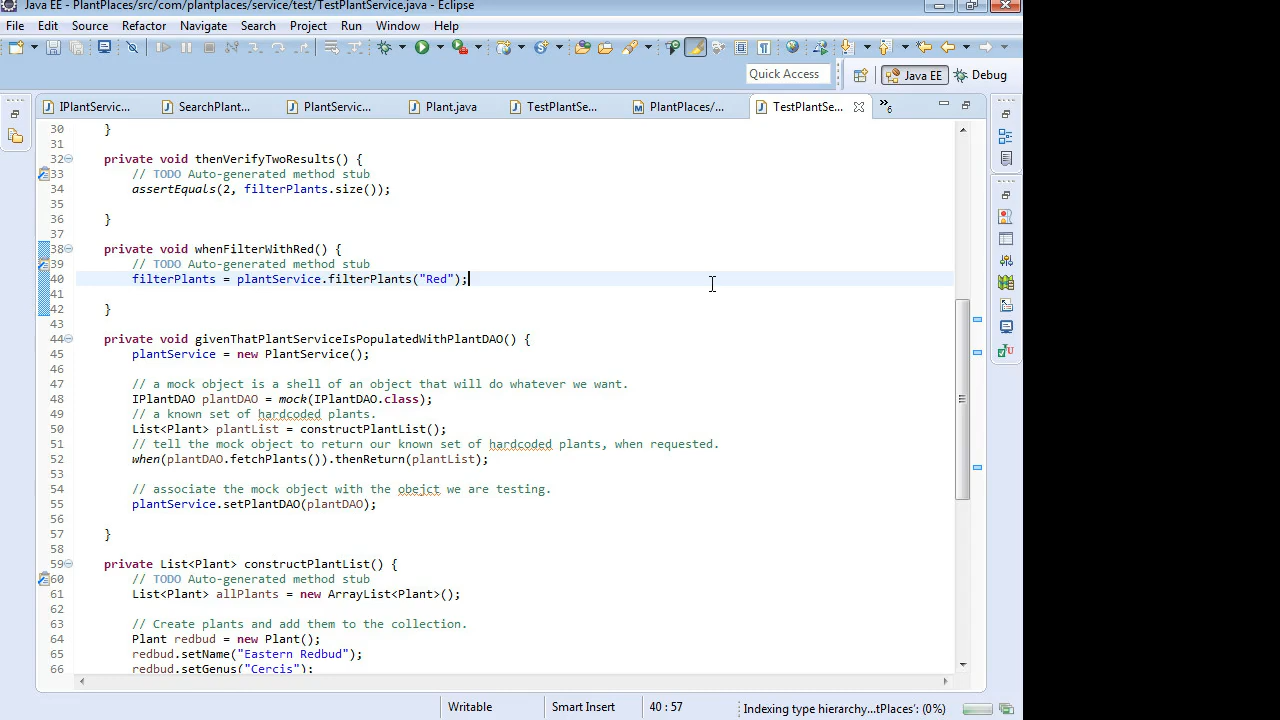 Java EE - PlantPlaces/src/com/plantplaces/service/test/TestPlantService.java - Eclipse
File Edit Source Refactor Navigate Search Project Run Window Help
Quick Access Java EE Debug
IPlantServic... SearchPlant... PlantServic... Plant.java TestPlantSe... PlantPlaces/... TestPlantSe... »6
30 }
31
32 private void thenVerifyTwoResults() {
33 // TODO Auto-generated method stub
34 assertEquals(2, filterPlants.size());
35
36 }
37
38 private void whenFilterWithRed() {
39 // TODO Auto-generated method stub
40 filterPlants = plantService.filterPlants("Red");
41
42 }
43
44 private void givenThatPlantServiceIsPopulatedWithPlantDAO() {
45 plantService = new PlantService();
46
47 // a mock object is a shell of an object that will do whatever we want.
48 IPlantDAO plantDAO = mock(IPlantDAO.class);
49 // a known set of hardcoded plants.
50 List<Plant> plantList = constructPlantList();
51 // tell the mock object to return our known set of hardcoded plants, when requested.
52 when(plantDAO.fetchPlants()).thenReturn(plantList);
53
54 // associate the mock object with the obejct we are testing.
55 plantService.setPlantDAO(plantDAO);
56
57 }
58
59 private List<Plant> constructPlantList() {
60 // TODO Auto-generated method stub
61 List<Plant> allPlants = new ArrayList<Plant>();
62
63 // Create plants and add them to the collection.
64 Plant redbud = new Plant();
65 redbud.setName("Eastern Redbud");
66 redbud.setGenus("Cercis");
Writable Smart Insert 40 : 57 Indexing type hierarchy...tPlaces': (0%)